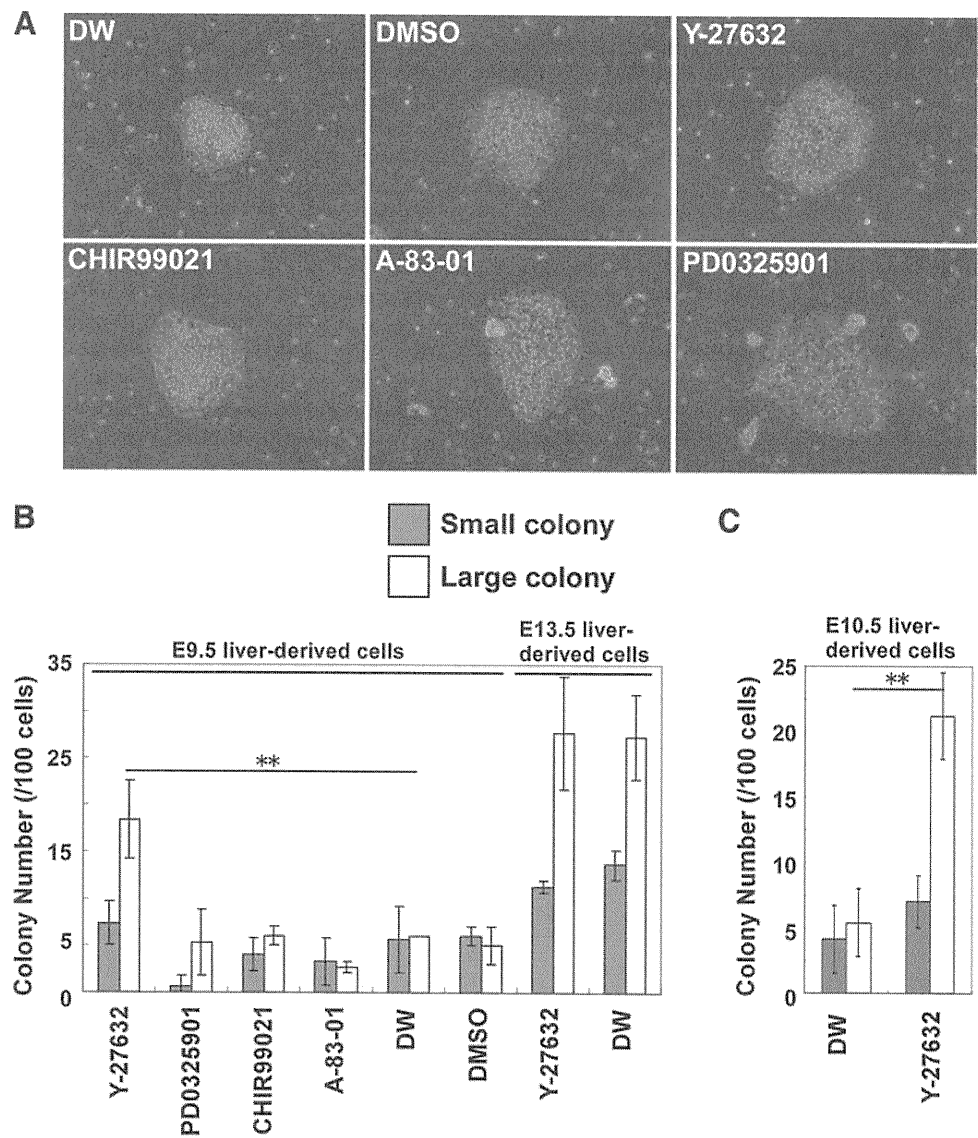 A
DW
DMSO
Y-27632
CHIR99021
A-83-01
PD0325901
B
Small colony
Large colony
C
E9.5 liver-derived cells
E13.5 liver-
derived cells
E10.5 liver-
derived cells
Colony Number (/100 cells)
35
25
15
5
0
**
Y-27632
PD0325901
CHIR99021
A-83-01
DW
DMSO
Y-27632
DW
Colony Number (/100 cells)
25
20
15
10
5
0
**
DW
Y-27632